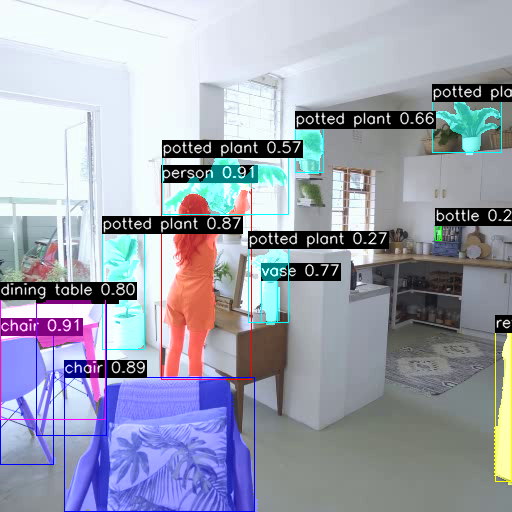 potted pla
potted plant 0.66
potted plant 0.57
person 0.91
bottle 0.2
potted plant 0.87
potted plant 0.27
vase 0.77
dining table 0.80
chair 0.91
re
chair 0.89